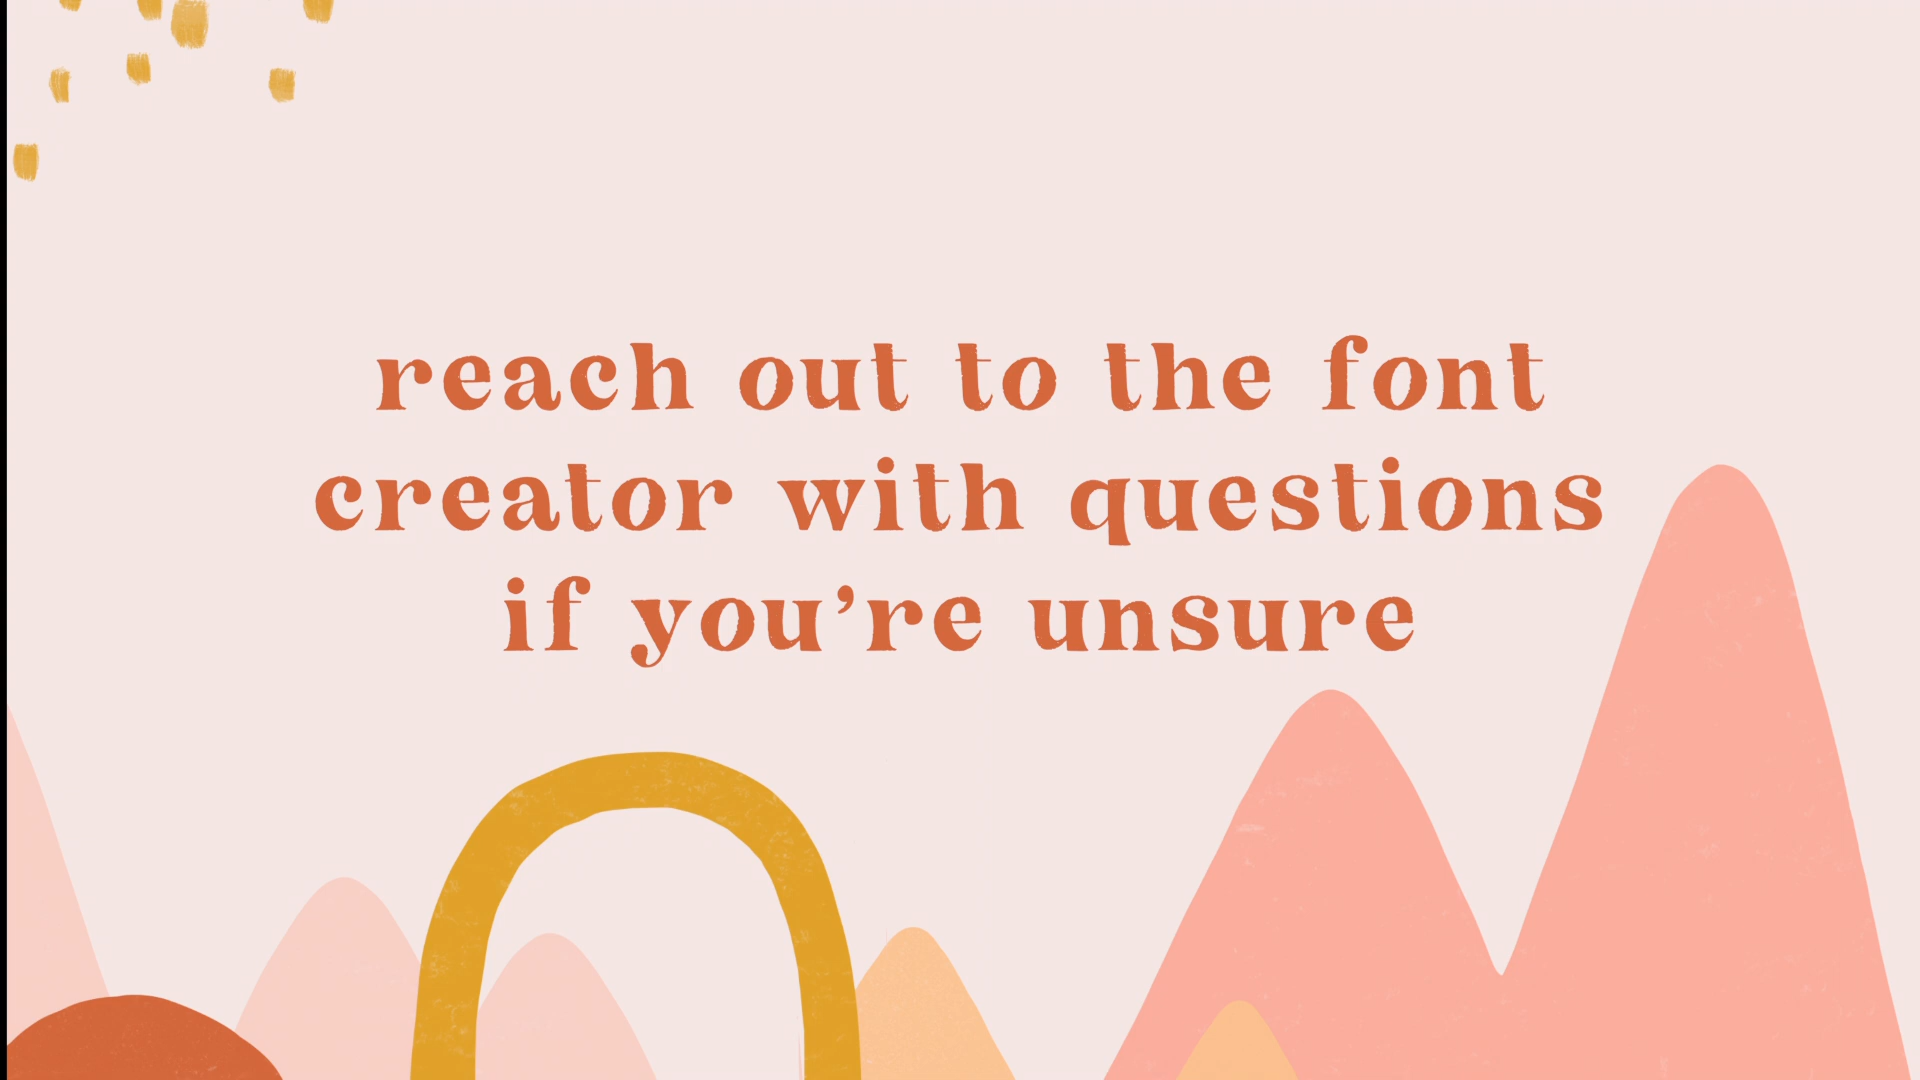 reach out to the font
creator with questions
if you’re unsure